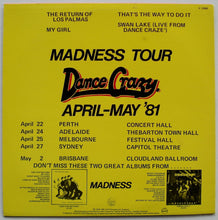 THE RETURN OF
LOS PALMAS
MY GIRL
THAT'S THE WAY TO DO IT
SWAN LAKE (LIVE FROM
DANCE CRAZE')
MADNESS TOUR
Dance Crazy
APRIL-MAY '81
April 22 PERTH CONCERT HALL
April 24 ADELAIDE THEBARTON TOWN HALL
April 25 MELBOURNE FESTIVAL HALL
April 27 SYDNEY CAPITOL THEATRE
May 2 BRISBANE CLOUDLAND BALLROOM
DON'T MISS THESE TWO GREAT ALBUMS FROM ....
MADNESS